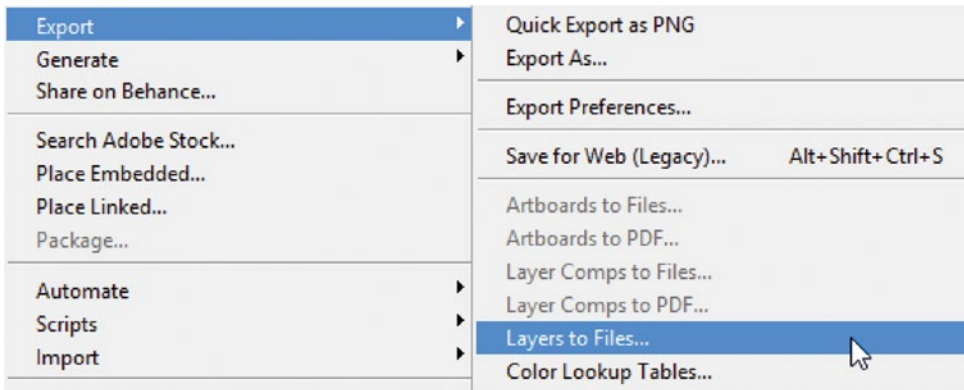 Export
Generate
Share on Behance...
Search Adobe Stock...
Place Embedded...
Place Linked...
Package...
Automate
Scripts
Import
Quick Export as PNG
Export As...
Export Preferences...
Save for Web (Legacy)... Alt+Shift+Ctrl+S
Artboards to Files...
Artboards to PDF...
Layer Comps to Files...
Layer Comps to PDF...
Layers to Files...
Color Lookup Tables...